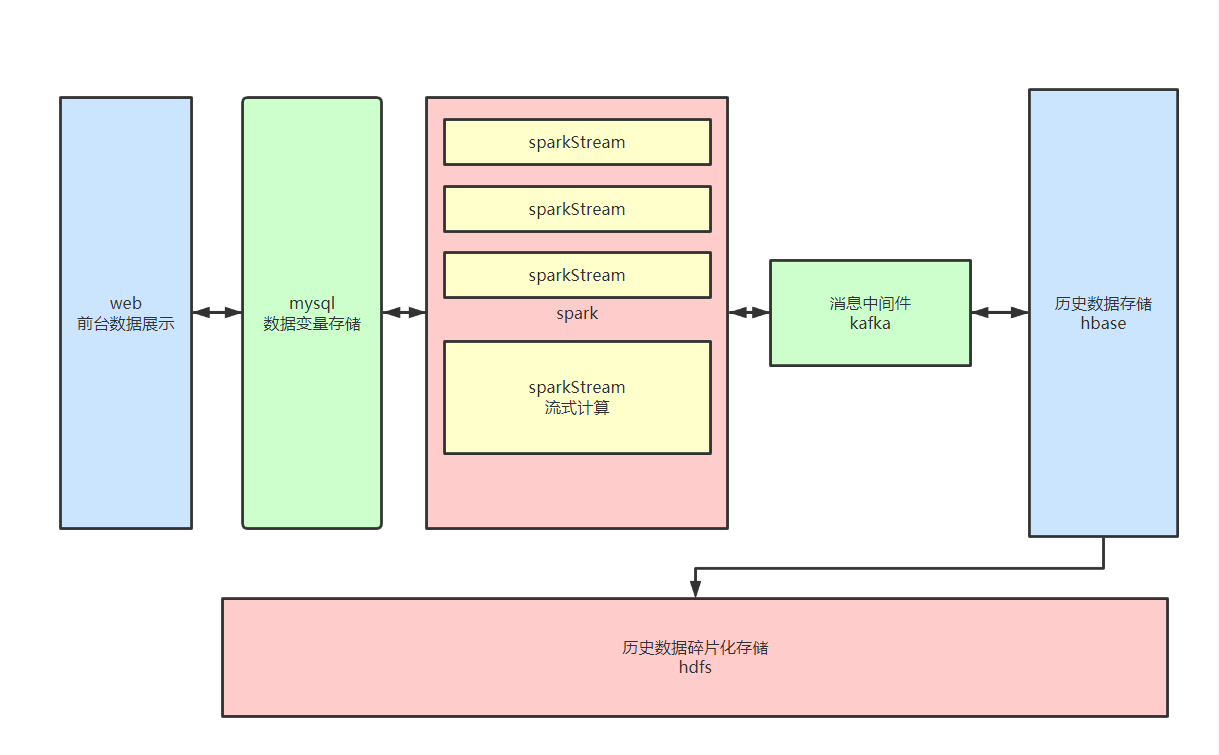 web
前台数据展示
mysql
数据变量存储
sparkStream
sparkStream
sparkStream
spark
sparkStream
流式计算
消息中间件
kafka
历史数据存储
hbase
历史数据碎片化存储
hdfs